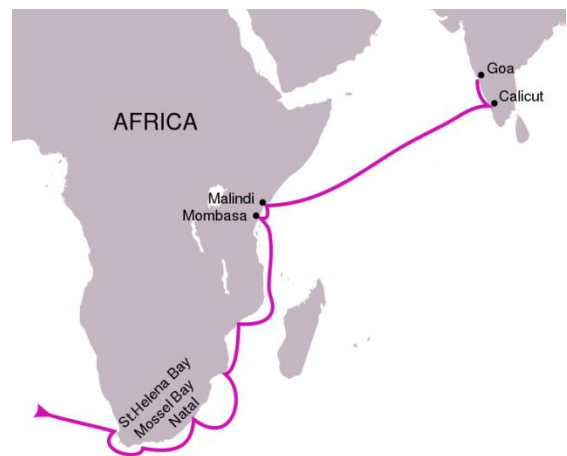 Goa
Calicut
AFRICA
Malindi
Mombasa
St.Helena Bay
Mossel Bay
Natal